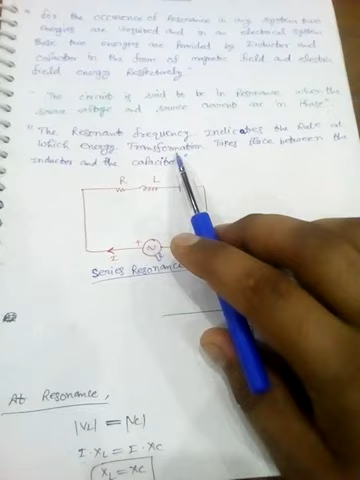 " For the occurence of Resonance in any system two
energies are required and in an electrical system
these two energies are Provided by Inductor and
capacitor in the form of magnetic field and electric
field energy Respectively "
" The circuit is said to be in Resonance when the
source voltage and source current are in Phase"
" The Resonant frequency Indicates the Rate at
which Energy Transformation Takes Place between the
Inductor and the capacitor"
R L
+
I
Series Resonance
At Resonance,
|VL| = |VC|
I·XL = I·XC
XL = XC